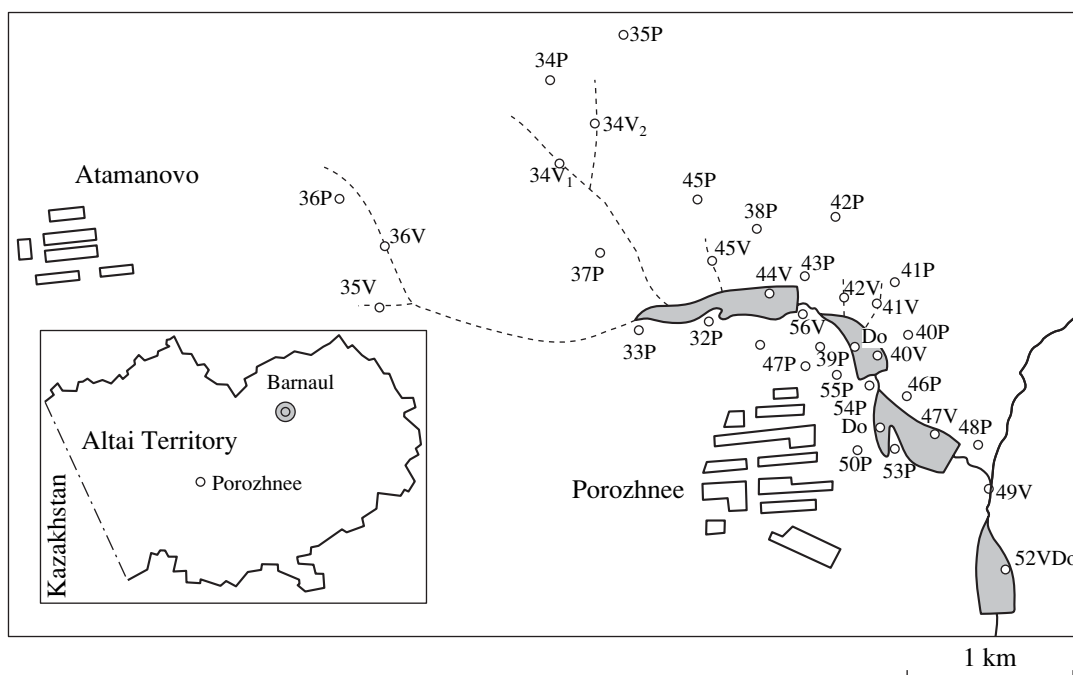 35P
34P
34V2
34V1
Atamanovo
36P
45P
42P
38P
36V
45V
37P
43P
41P
44V
42V
35V
41V
56V
Do
40P
33P
32P
40V
39P
47P
55P
46P
Barnaul
54P
47V
Do
48P
Altai Territory
50P
53P
Porozhnee
Porozhnee
49V
Kazakhstan
52VDo
1 km